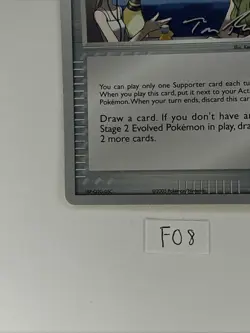 You can play only one Supporter card each tu
When you play this card, put it next to your Act
Pokémon. When your turn ends, discard this car
Draw a card. If you don't have an
Stage 2 Evolved Pokémon in play, dra
2 more cards.
F08